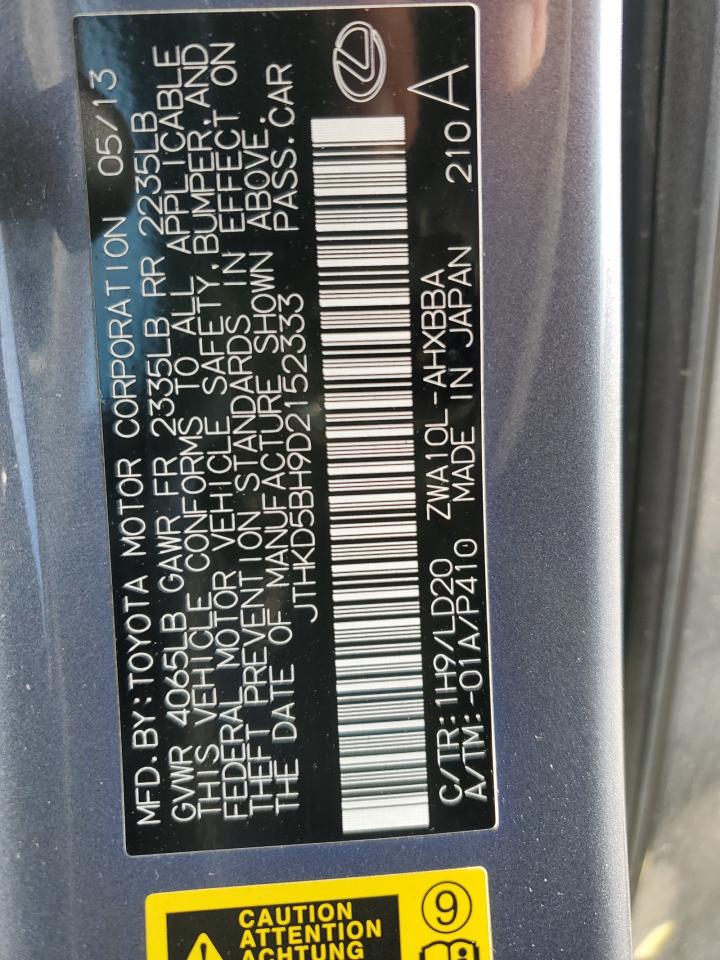 MFD. BY: TOYOTA MOTOR CORPORATION 05/13
GVWR 4065LB GAWR FR 2335LB RR 2235LB
THIS VEHICLE CONFORMS TO ALL APPLICABLE
FEDERAL MOTOR VEHICLE SAFETY, BUMPER, AND
THEFT PREVENTION STANDARDS IN EFFECT ON
THE DATE OF MANUFACTURE SHOWN ABOVE.
JTHKD5BH9D2152333 PASS. CAR
C/TR: 1H9/LD20 ZWA10L-AHXBBA
A/TM: -01A/P410 MADE IN JAPAN 210 A
CAUTION
ATTENTION
ACHTUNG
9